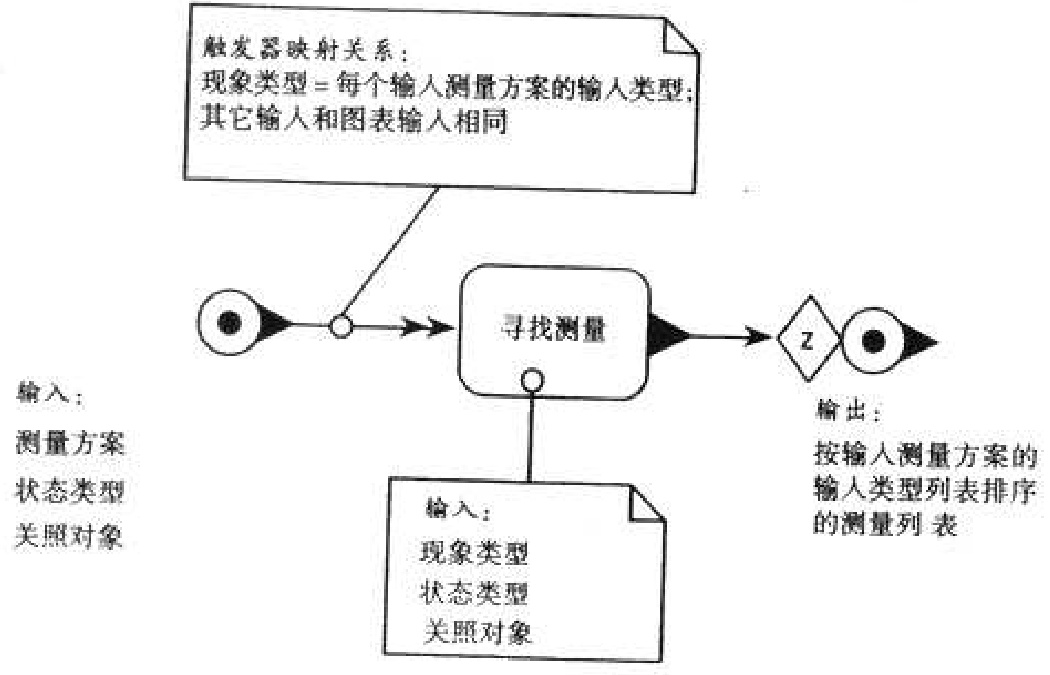 触发器映射关系:
现象类型=每个输入测量方案的输入类型;
其它输入和图表输入相同
寻找测量
Z
输入:
测量方案
状态类型
关照对象
输入:
现象类型
状态类型
关照对象
输出:
按输入测量方案的
输入类型列表排序
的测量列 表